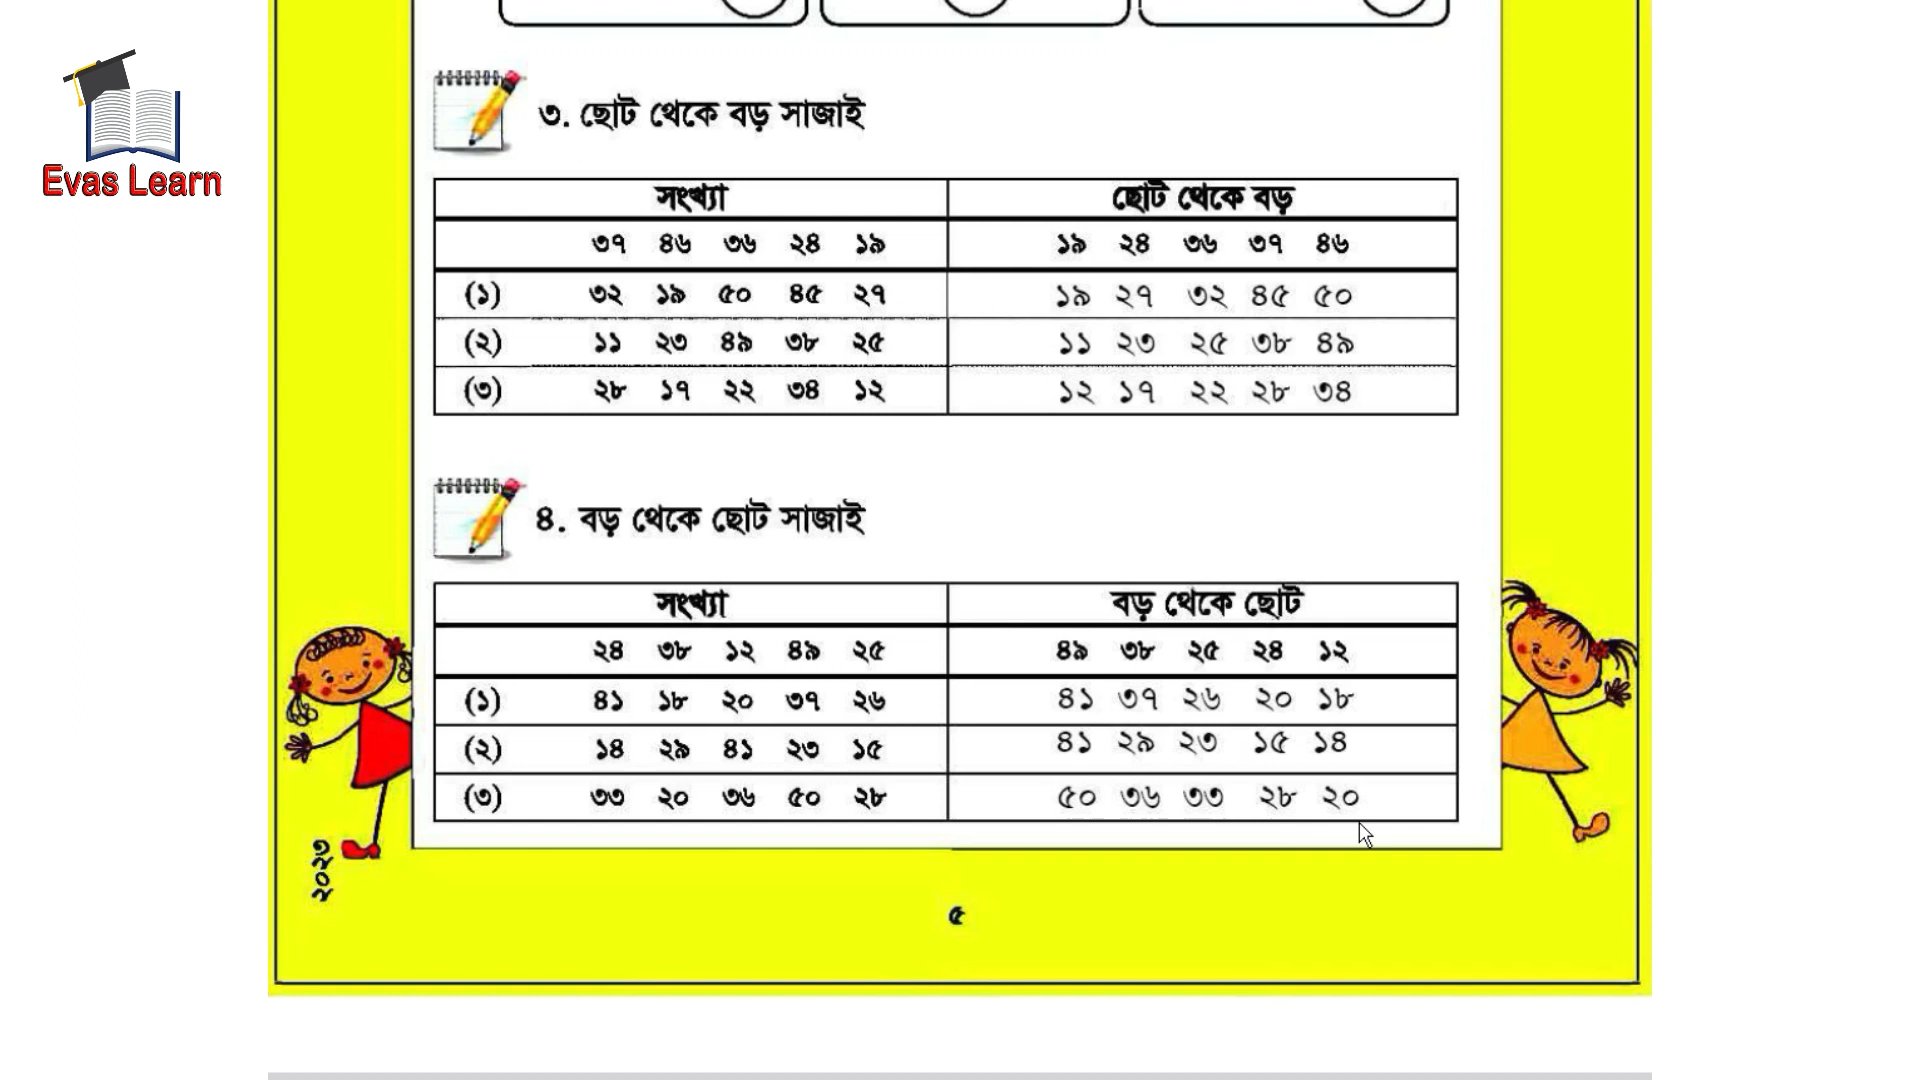 Evas Learn
৩. ছোট থেকে বড় সাজাই
সংখ্যা ছোট থেকে বড়
৩৭ ৪৬ ৩৬ ২৪ ১৯ ১৯ ২৪ ৩৬ ৩৭ ৪৬
(১) ৩২ ১৯ ৫০ ৪৫ ২৭ ১৯ ২৭ ৩২ ৪৫ ৫০
(২) ১১ ২৩ ৪৯ ৩৮ ২৫ ১১ ২৩ ২৫ ৩৮ ৪৯
(৩) ২৮ ১৭ ২২ ৩৪ ১২ ১২ ১৭ ২২ ২৮ ৩৪
৪. বড় থেকে ছোট সাজাই
সংখ্যা বড় থেকে ছোট
২৪ ৩৮ ১২ ৪৯ ২৫ ৪৯ ৩৮ ২৫ ২৪ ১২
(১) ৪১ ১৮ ২০ ৩৭ ২৬ ৪১ ৩৭ ২৬ ২০ ১৮
(২) ১৪ ২৯ ৪১ ২৩ ১৫ ৪১ ২৯ ২৩ ১৫ ১৪
(৩) ৩৩ ২০ ৩৬ ৫০ ২৮ ৫০ ৩৬ ৩৩ ২৮ ২০
২০২৩
৫